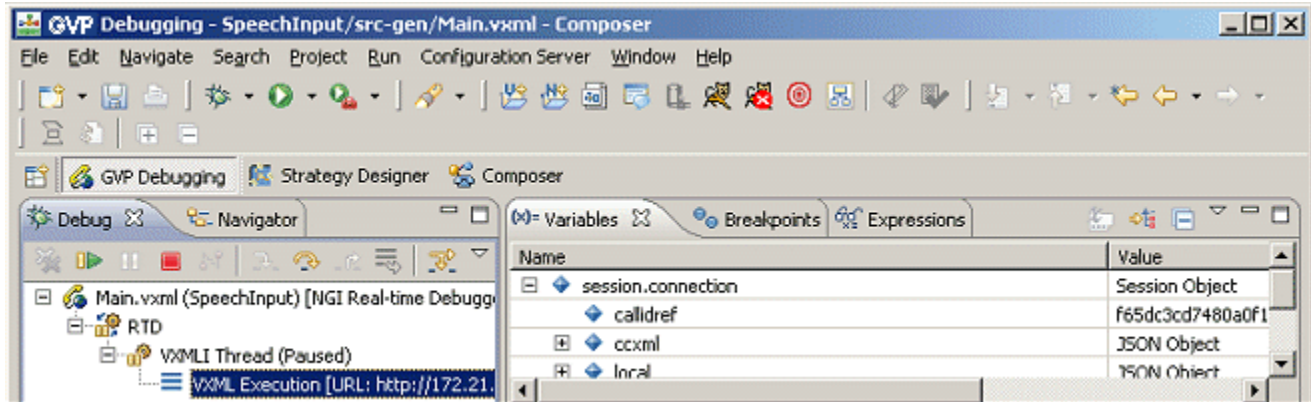 GVP Debugging - SpeechInput/src-gen/Main.vxml - Composer
File Edit Navigate Search Project Run Configuration Server Window Help
GVP Debugging Strategy Designer Composer
Debug Navigator
(x)= Variables Breakpoints Expressions
Main.vxml (SpeechInput) [NGI Real-time Debugge
RTD
VXMLI Thread (Paused)
VXML Execution [URL: http://172.21.
Name Value
session.connection Session Object
callidref f65dc3cd7480a0f1
ccxml JSON Object
local JSON Object